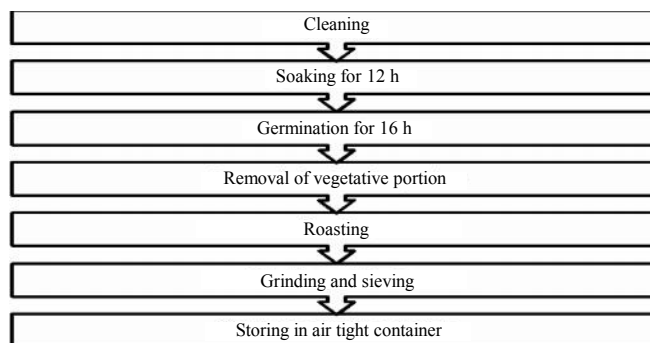 Cleaning
Soaking for 12 h
Germination for 16 h
Removal of vegetative portion
Roasting
Grinding and sieving
Storing in air tight container